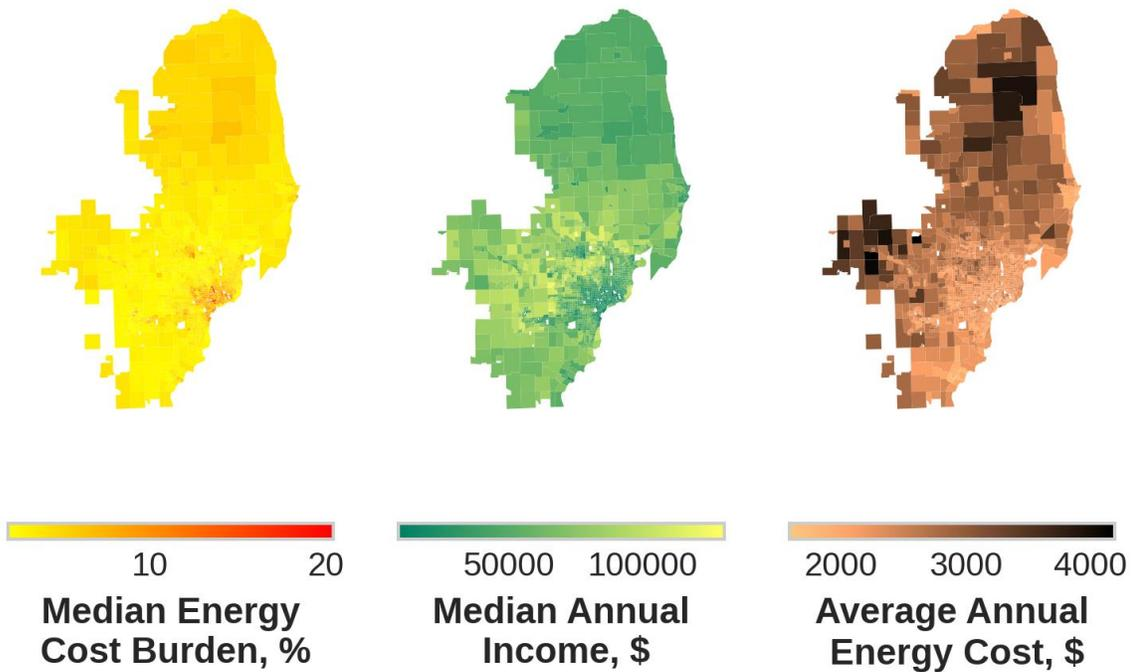 10 20
50000 100000
2000 3000 4000
Median Energy
Cost Burden, %
Median Annual
Income, $
Average Annual
Energy Cost, $